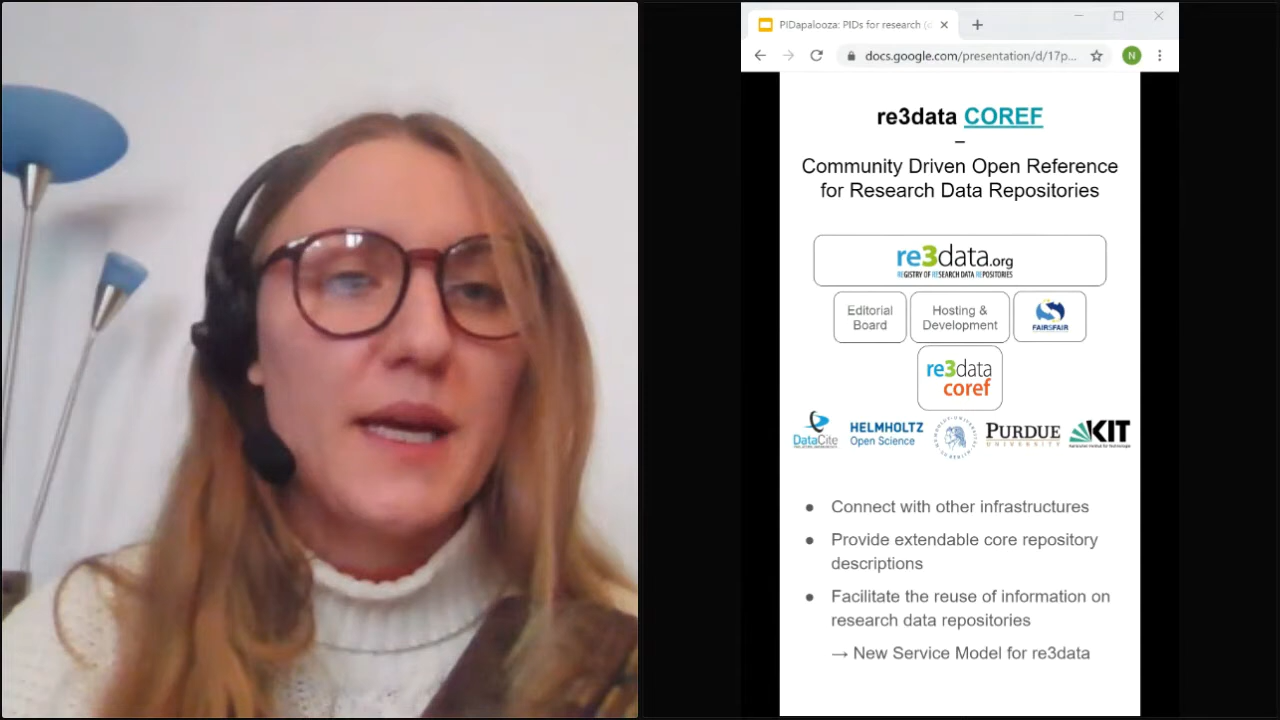 PIDapalooza: PIDs for research (
docs.google.com/presentation/d/17p...
N
re3data COREF
–
Community Driven Open Reference
for Research Data Repositories
re3data.org
REGISTRY OF RESEARCH DATA REPOSITORIES
Editorial
Board
Hosting &
Development
FAIRSFAIR
re3data
coref
DataCite
HELMHOLTZ
Open Science
PURDUE
UNIVERSITY
KIT
● Connect with other infrastructures
● Provide extendable core repository
descriptions
● Facilitate the reuse of information on
research data repositories
→ New Service Model for re3data